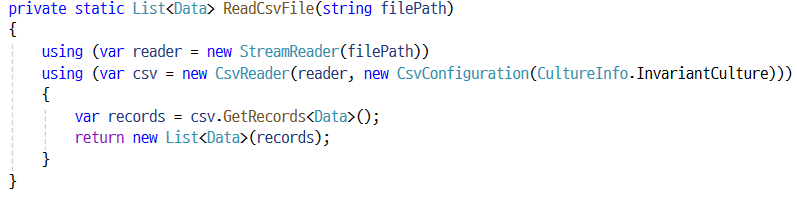 private static List<Data> ReadCsvFile(string filePath)
{
    using (var reader = new StreamReader(filePath))
    using (var csv = new CsvReader(reader, new CsvConfiguration(CultureInfo.InvariantCulture)))
    {
        var records = csv.GetRecords<Data>();
        return new List<Data>(records);
    }
}